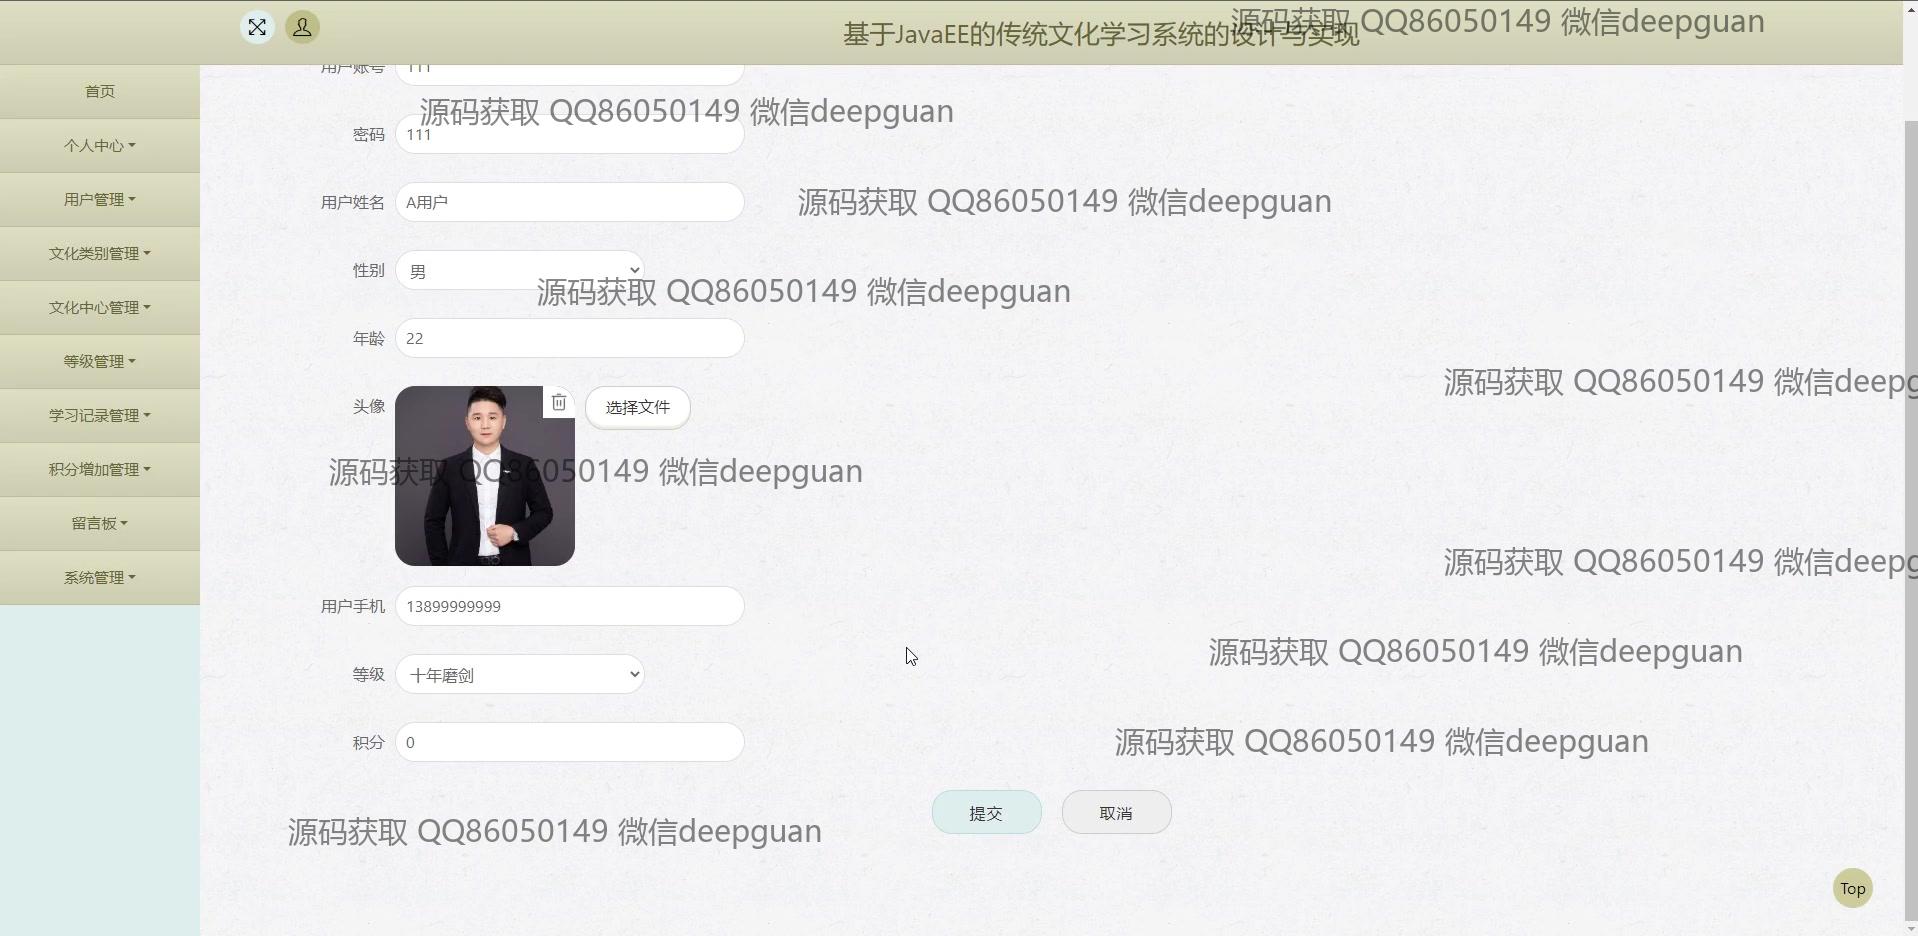 基于JavaEE的传统文化学习系统的设计与实现
源码获取 QQ86050149 微信deepguan
首页
个人中心
用户管理
文化类别管理
文化中心管理
等级管理
学习记录管理
积分增加管理
留言板
系统管理
用户账号 111
源码获取 QQ86050149 微信deepguan
密码 111
用户姓名 A用户
源码获取 QQ86050149 微信deepguan
性别 男
源码获取 QQ86050149 微信deepguan
年龄 22
源码获取 QQ86050149 微信deepg
头像 选择文件
源码获取 QQ86050149 微信deepguan
源码获取 QQ86050149 微信deepg
用户手机 13899999999
源码获取 QQ86050149 微信deepguan
等级 十年磨剑
积分 0
源码获取 QQ86050149 微信deepguan
提交 取消
源码获取 QQ86050149 微信deepguan
Top